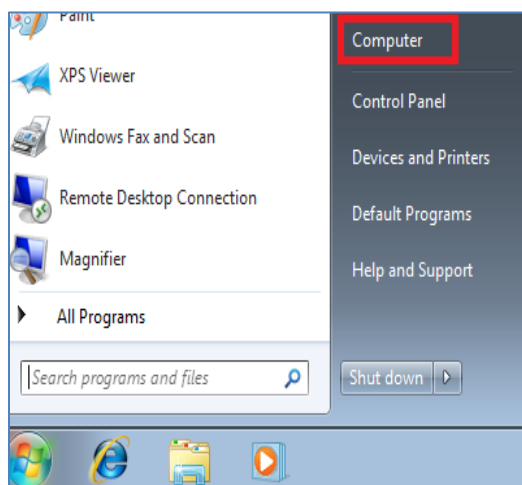 Paint
XPS Viewer
Windows Fax and Scan
Remote Desktop Connection
Magnifier
All Programs
Search programs and files
Computer
Control Panel
Devices and Printers
Default Programs
Help and Support
Shut down